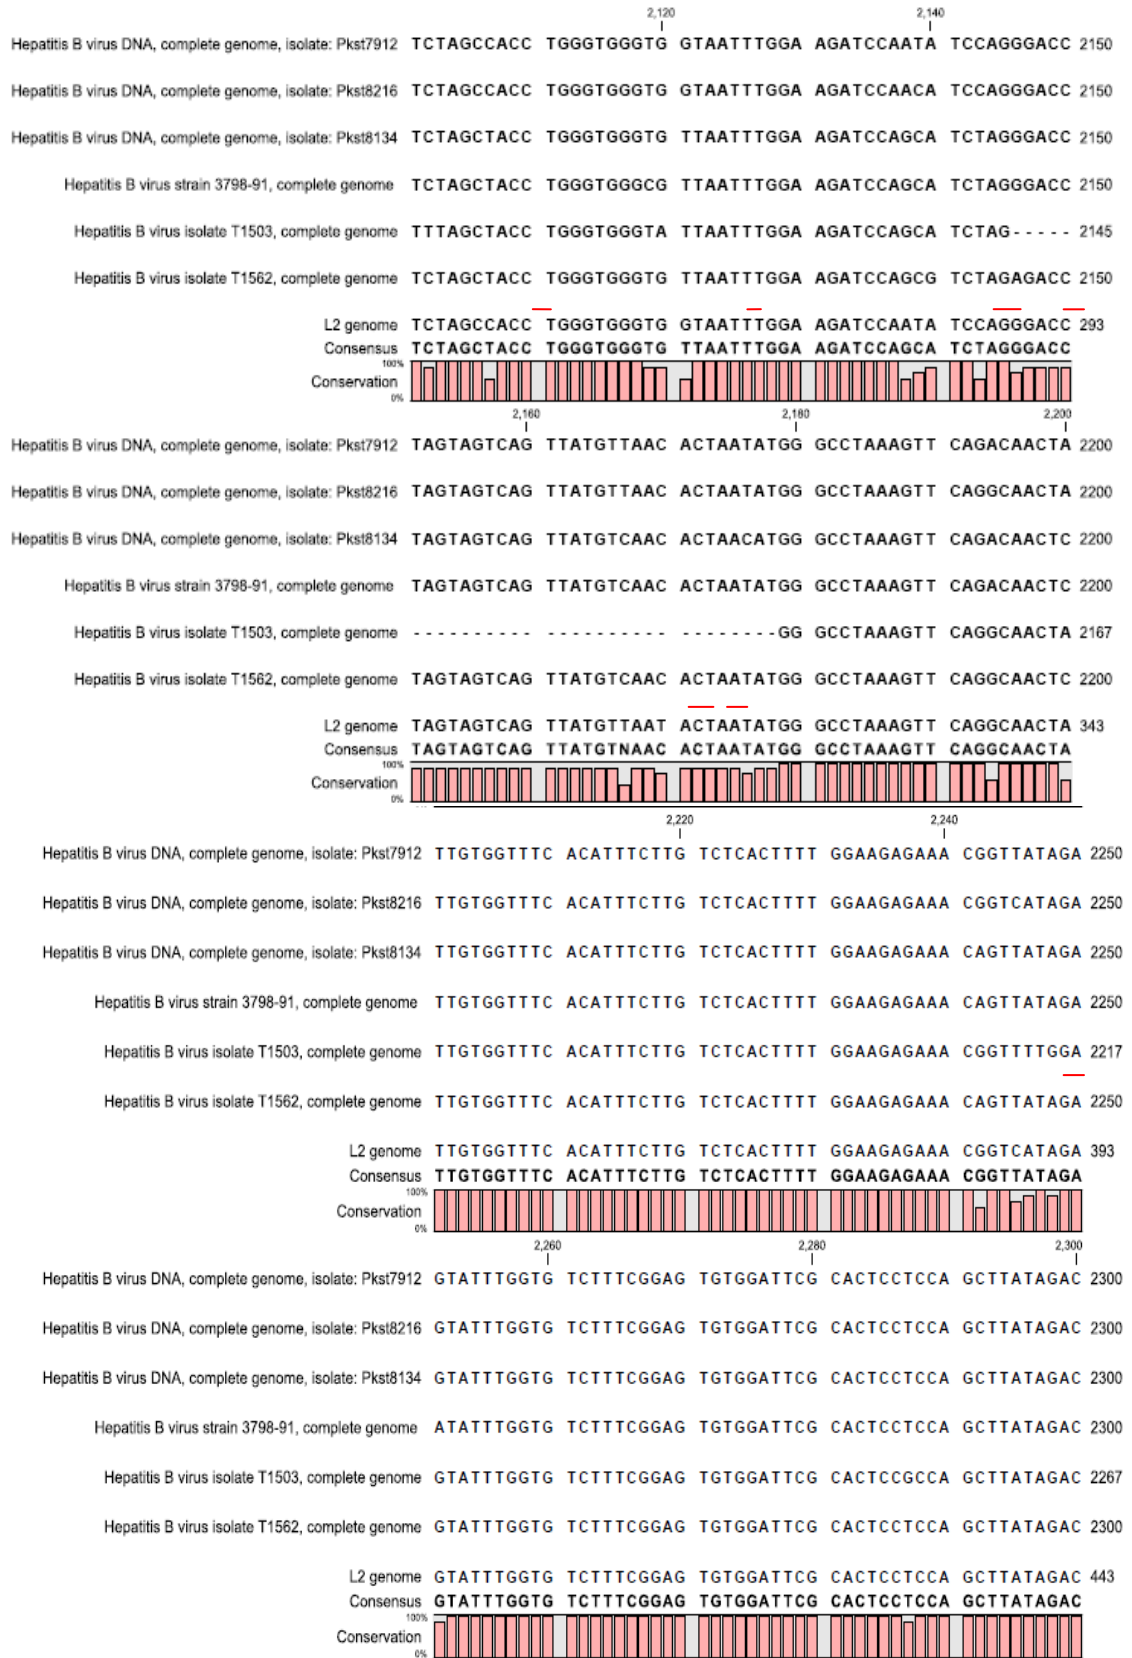 2,120 2,140
Hepatitis B virus DNA, complete genome, isolate: Pkst7912 TCTAGCCACC TGGGTGGGTG GTAATTTGGA AGATCCAATA TCCAGGGACC 2150
Hepatitis B virus DNA, complete genome, isolate: Pkst8216 TCTAGCCACC TGGGTGGGTG GTAATTTGGA AGATCCAACA TCCAGGGACC 2150
Hepatitis B virus DNA, complete genome, isolate: Pkst8134 TCTAGCTACC TGGGTGGGTG TTAATTTGGA AGATCCAGCA TCTAGGGACC 2150
Hepatitis B virus strain 3798-91, complete genome TCTAGCTACC TGGGTGGGCG TTAATTTGGA AGATCCAGCA TCTAGGGACC 2150
Hepatitis B virus isolate T1503, complete genome TTTAGCTACC TGGGTGGGTA TTAATTTGGA AGATCCAGCA TCTAG- - - - - 2145
Hepatitis B virus isolate T1562, complete genome TCTAGCTACC TGGGTGGGTG TTAATTTGGA AGATCCAGCG TCTAGAGACC 2150
L2 genome TCTAGCCACC TGGGTGGGTG GTAATTTGGA AGATCCAATA TCCAGGGACC 293
Consensus TCTAGCTACC TGGGTGGGTG TTAATTTGGA AGATCCAGCA TCTAGGGACC
100%
Conservation
0%
2,160 2,180 2,200
Hepatitis B virus DNA, complete genome, isolate: Pkst7912 TAGTAGTCAG TTATGTTAAC ACTAATATGG GCCTAAAGTT CAGACAACTA 2200
Hepatitis B virus DNA, complete genome, isolate: Pkst8216 TAGTAGTCAG TTATGTTAAC ACTAATATGG GCCTAAAGTT CAGGCAACTA 2200
Hepatitis B virus DNA, complete genome, isolate: Pkst8134 TAGTAGTCAG TTATGTCAAC ACTAACATGG GCCTAAAGTT CAGACAACTC 2200
Hepatitis B virus strain 3798-91, complete genome TAGTAGTCAG TTATGTCAAC ACTAATATGG GCCTAAAGTT CAGACAACTC 2200
Hepatitis B virus isolate T1503, complete genome - - - - - - - - - - - - - - - - - - - - - - - - - - - -GG GCCTAAAGTT CAGGCAACTA 2167
Hepatitis B virus isolate T1562, complete genome TAGTAGTCAG TTATGTCAAC ACTAATATGG GCCTAAAGTT CAGGCAACTC 2200
L2 genome TAGTAGTCAG TTATGTTAAT ACTAATATGG GCCTAAAGTT CAGGCAACTA 343
Consensus TAGTAGTCAG TTATGTNAAC ACTAATATGG GCCTAAAGTT CAGGCAACTA
100%
Conservation
0%
2,220 2,240
Hepatitis B virus DNA, complete genome, isolate: Pkst7912 TTGTGGTTTC ACATTTCTTG TCTCACTTTT GGAAGAGAAA CGGTTATAGA 2250
Hepatitis B virus DNA, complete genome, isolate: Pkst8216 TTGTGGTTTC ACATTTCTTG TCTCACTTTT GGAAGAGAAA CGGTCATAGA 2250
Hepatitis B virus DNA, complete genome, isolate: Pkst8134 TTGTGGTTTC ACATTTCTTG TCTCACTTTT GGAAGAGAAA CAGTTATAGA 2250
Hepatitis B virus strain 3798-91, complete genome TTGTGGTTTC ACATTTCTTG TCTCACTTTT GGAAGAGAAA CAGTTATAGA 2250
Hepatitis B virus isolate T1503, complete genome TTGTGGTTTC ACATTTCTTG TCTCACTTTT GGAAGAGAAA CGGTTTTGGA 2217
Hepatitis B virus isolate T1562, complete genome TTGTGGTTTC ACATTTCTTG TCTCACTTTT GGAAGAGAAA CAGTTATAGA 2250
L2 genome TTGTGGTTTC ACATTTCTTG TCTCACTTTT GGAAGAGAAA CGGTCATAGA 393
Consensus TTGTGGTTTC ACATTTCTTG TCTCACTTTT GGAAGAGAAA CGGTTATAGA
100%
Conservation
0%
2,260 2,280 2,300
Hepatitis B virus DNA, complete genome, isolate: Pkst7912 GTATTTGGTG TCTTTCGGAG TGTGGATTCG CACTCCTCCA GCTTATAGAC 2300
Hepatitis B virus DNA, complete genome, isolate: Pkst8216 GTATTTGGTG TCTTTCGGAG TGTGGATTCG CACTCCTCCA GCTTATAGAC 2300
Hepatitis B virus DNA, complete genome, isolate: Pkst8134 GTATTTGGTG TCTTTCGGAG TGTGGATTCG CACTCCTCCA GCTTATAGAC 2300
Hepatitis B virus strain 3798-91, complete genome ATATTTGGTG TCTTTCGGAG TGTGGATTCG CACTCCTCCA GCTTATAGAC 2300
Hepatitis B virus isolate T1503, complete genome GTATTTGGTG TCTTTCGGAG TGTGGATTCG CACTCCGCCA GCTTATAGAC 2267
Hepatitis B virus isolate T1562, complete genome GTATTTGGTG TCTTTCGGAG TGTGGATTCG CACTCCTCCA GCTTATAGAC 2300
L2 genome GTATTTGGTG TCTTTCGGAG TGTGGATTCG CACTCCTCCA GCTTATAGAC 443
Consensus GTATTTGGTG TCTTTCGGAG TGTGGATTCG CACTCCTCCA GCTTATAGAC
100%
Conservation
0%